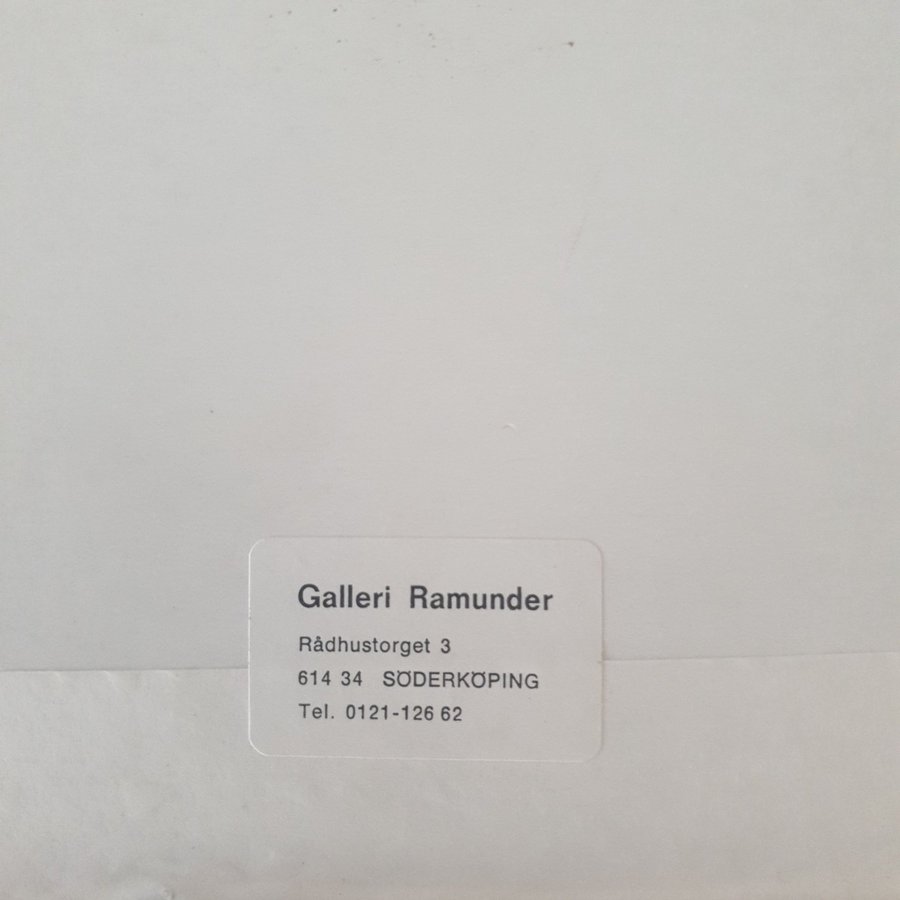 Galleri Ramunder
Rådhustorget 3
614 34 SÖDERKÖPING
Tel. 0121-126 62